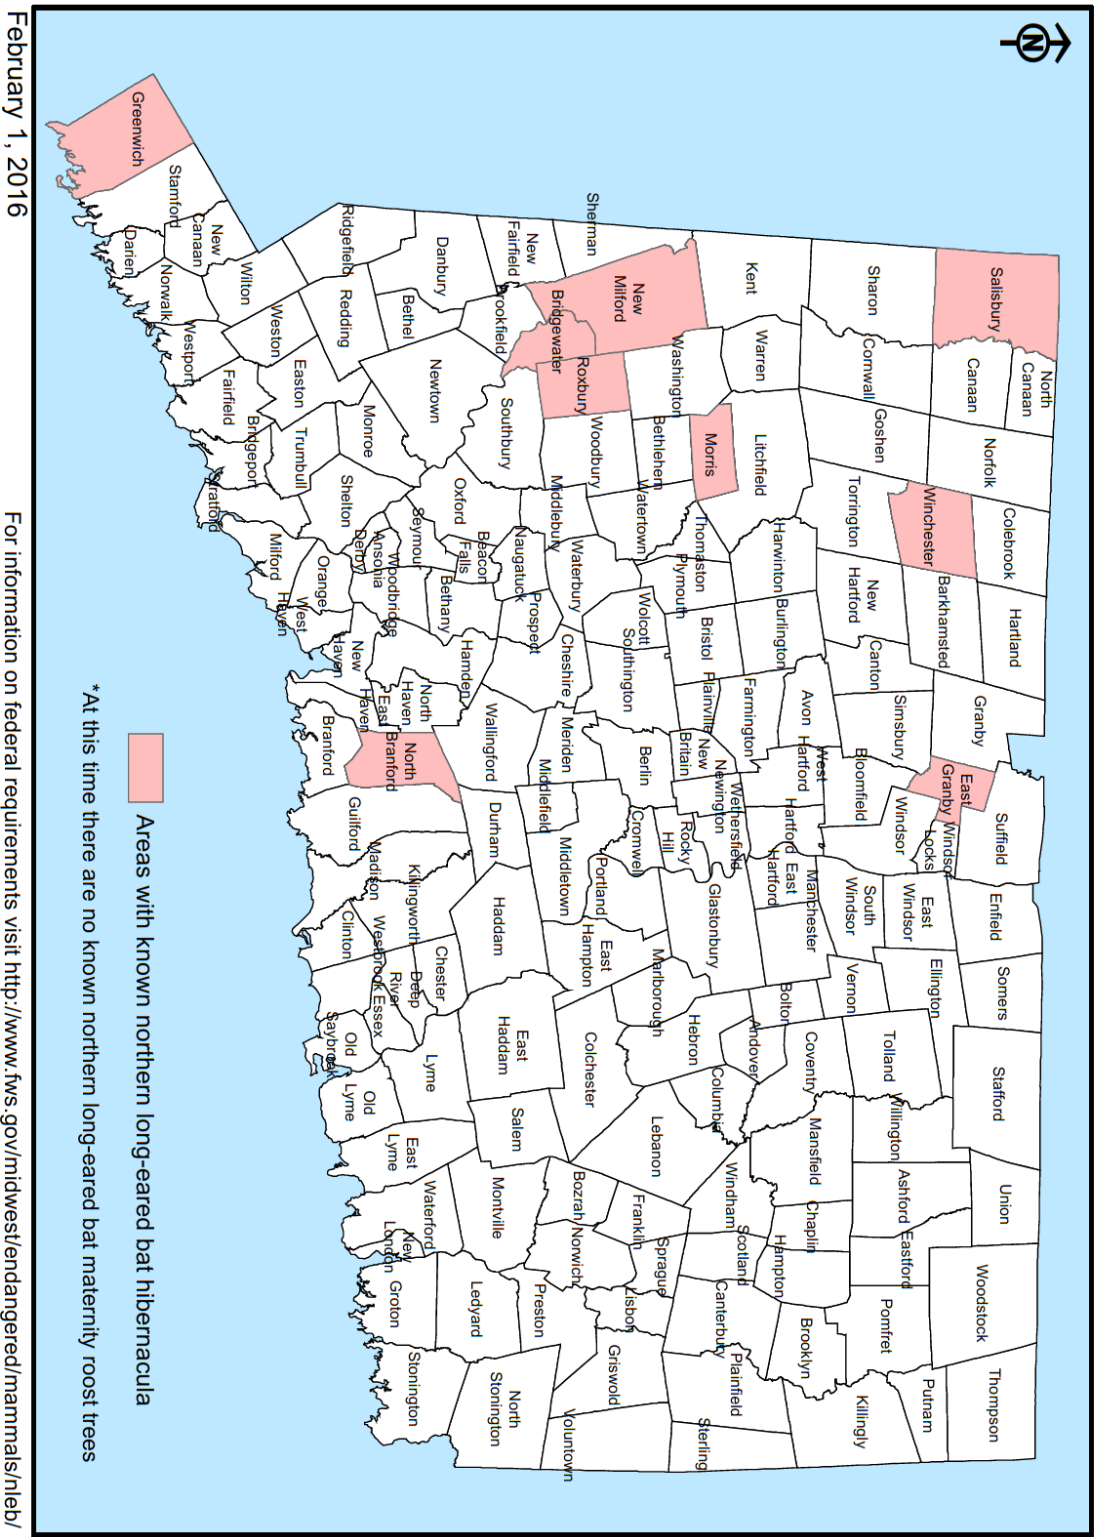 N
North
Canaan
Colebrook
Hartland
Suffield
Enfield
Somers
Stafford
Union
Woodstock
Thompson
Salisbury
Canaan
Norfolk
Winchester
Barkhamsted
Granby
East
Granby
Windsor
Locks
East
Windsor
Ellington
Willington
Ashford
Eastford
Pomfret
Putnam
Sharon
Cornwall
Goshen
Torrington
New
Hartford
Canton
Simsbury
Bloomfield
Windsor
South
Windsor
Vernon
Tolland
Coventry
Mansfield
Chaplin
Hampton
Brooklyn
Killingly
Kent
Warren
Litchfield
Harwinton
Burlington
Avon
Farmington
West
Hartford
Hartford
East
Hartford
Manchester
Bolton
Andover
Columbia
Windham
Scotland
Canterbury
Plainfield
Sterling
Sherman
New
Milford
Washington
Morris
Bethlehem
Watertown
Thomaston
Plymouth
Bristol
Plainville
New
Britain
Newington
Wethersfield
Rocky
Hill
Glastonbury
Marlborough
Hebron
Lebanon
Franklin
Sprague
Lisbon
Griswold
Voluntown
New
Fairfield
Brookfield
Bridgewater
Roxbury
Woodbury
Southbury
Middlebury
Waterbury
Wolcott
Southington
Cheshire
Prospect
Naugatuck
Beacon
Falls
Oxford
Seymour
Berlin
Meriden
Middlefield
Cromwell
Middletown
Portland
East
Hampton
Colchester
Bozrah
Norwich
Preston
Danbury
Bethel
Newtown
Ridgefield
Redding
Monroe
Shelton
Derby
Ansonia
Woodbridge
Bethany
Hamden
Wallingford
Durham
Haddam
East
Haddam
Salem
Montville
Ledyard
North
Stonington
Wilton
Weston
Easton
Trumbull
Orange
New
Haven
North
Haven
East
Haven
North
Branford
Killingworth
Chester
Deep
River
Essex
Lyme
East
Lyme
Waterford
New
London
Groton
Stonington
Greenwich
Stamford
New
Canaan
Darien
Norwalk
Westport
Fairfield
Bridgeport
Stratford
Milford
West
Haven
Branford
Guilford
Madison
Clinton
Westbrook
Old
Saybrook
Old
Lyme
Areas with known northern long-eared bat hibernacula
*At this time there are no known northern long-eared bat maternity roost trees
February 1, 2016
For information on federal requirements visit http://www.fws.gov/midwest/endangered/mammals/nleb/